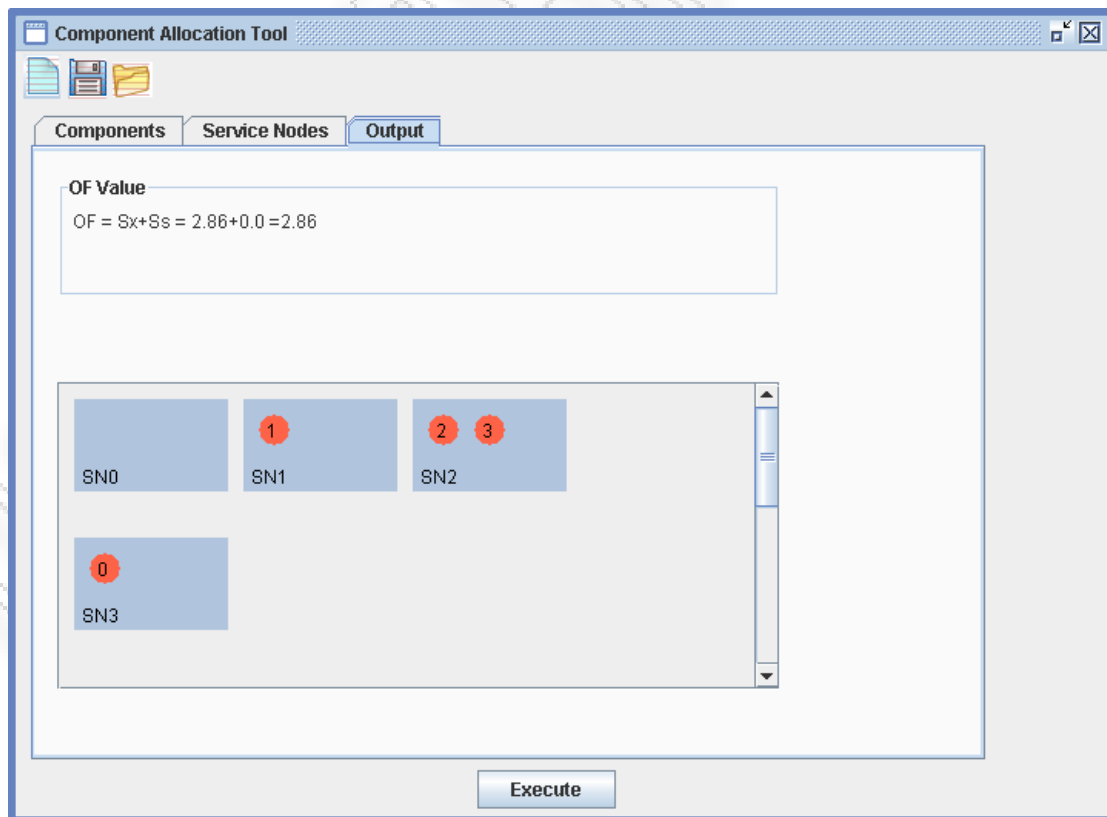 Component Allocation Tool
Components Service Nodes Output
OF Value
OF = Sx+Ss = 2.86+0.0 =2.86
1 2 3
SN0 SN1 SN2
0
SN3
Execute